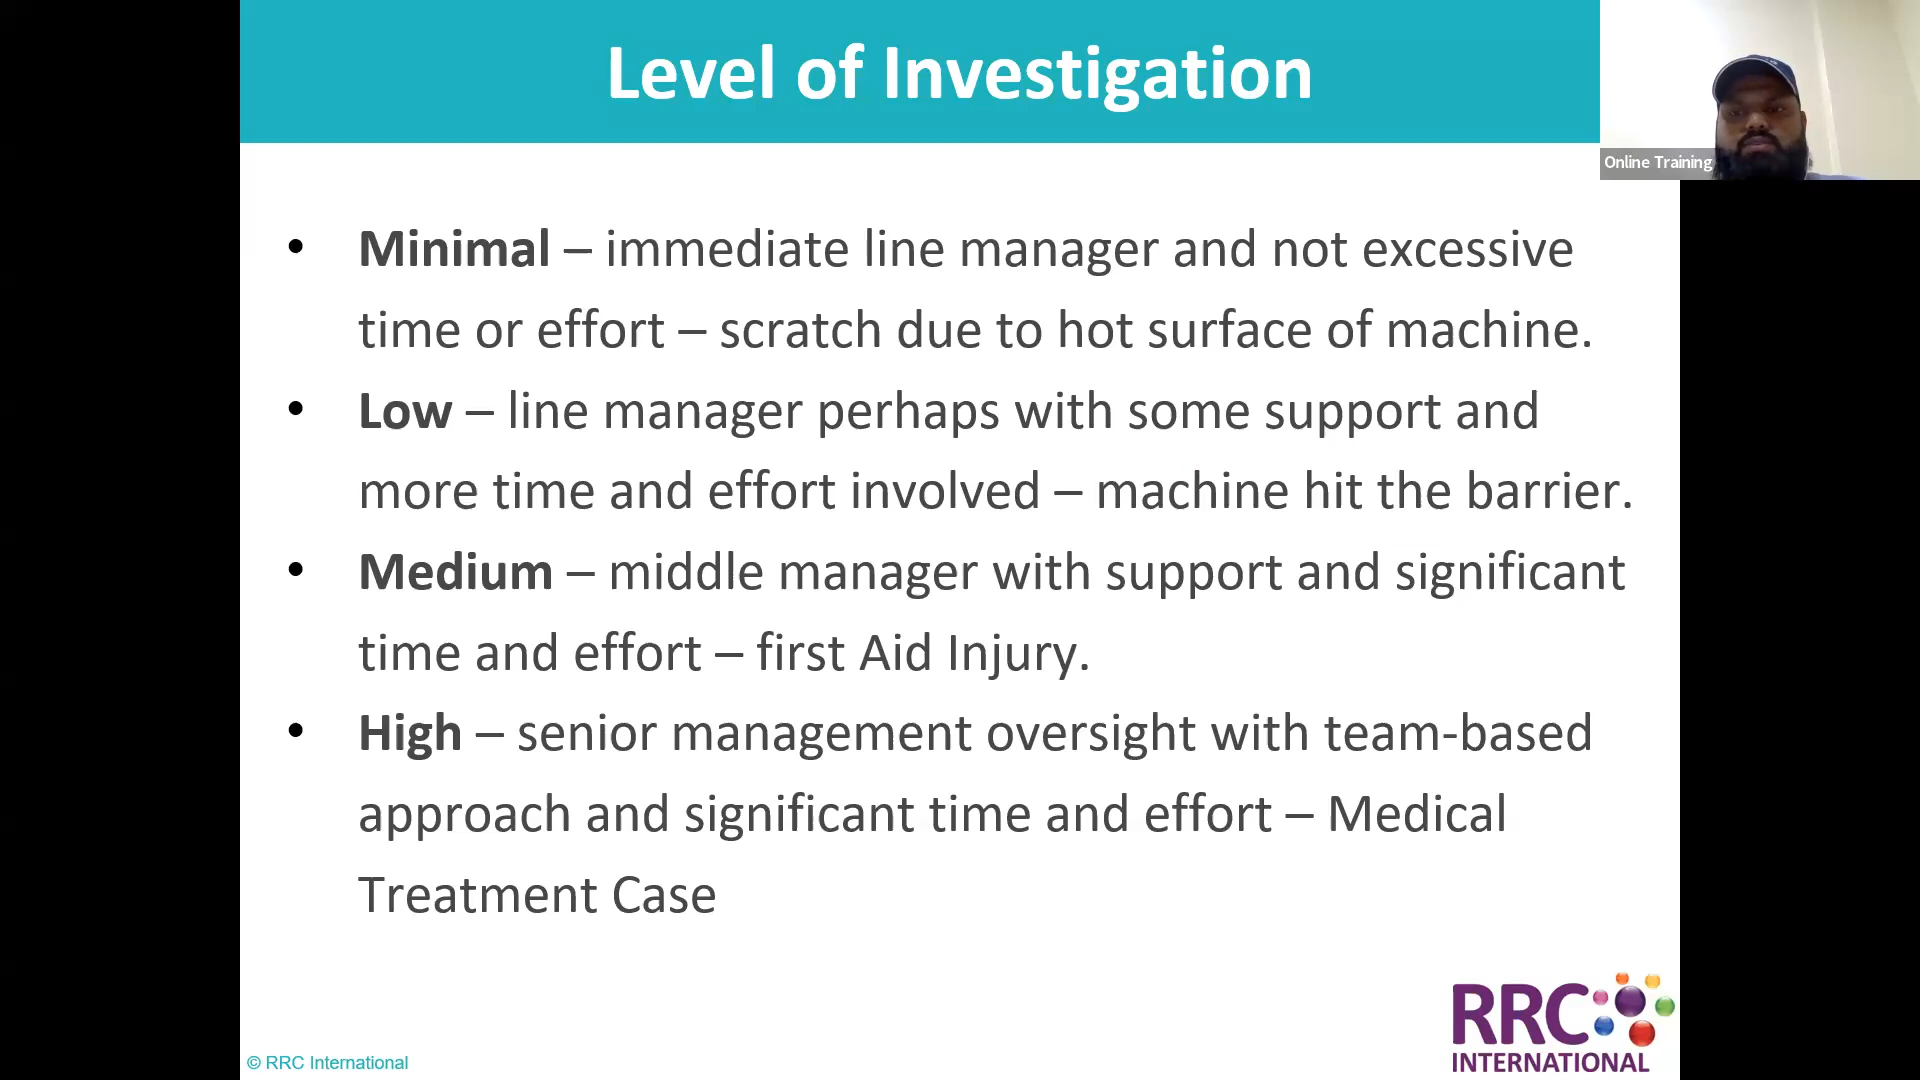 Level of Investigation
Online Training
• Minimal – immediate line manager and not excessive
time or effort – scratch due to hot surface of machine.
• Low – line manager perhaps with some support and
more time and effort involved – machine hit the barrier.
• Medium – middle manager with support and significant
time and effort – first Aid Injury.
• High – senior management oversight with team-based
approach and significant time and effort – Medical
Treatment Case
RRC
INTERNATIONAL
© RRC International